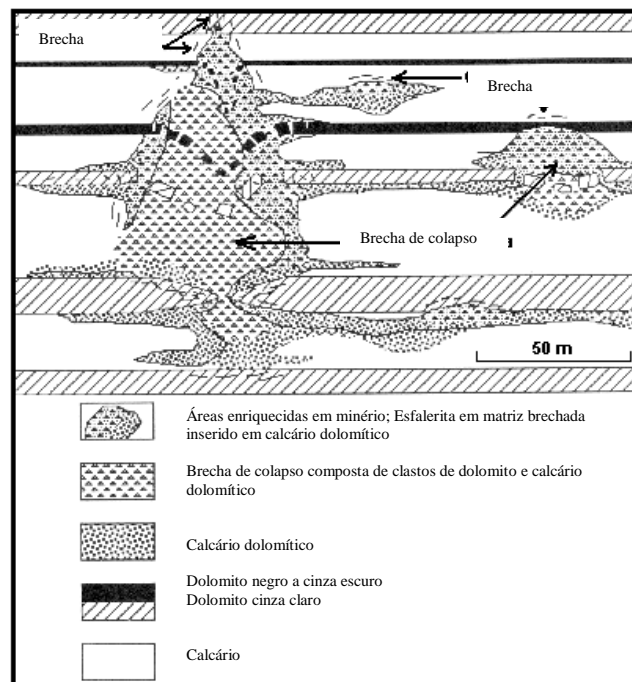 Brecha
Brecha
Brecha de colapso
50 m
Áreas enriquecidas em minério; Esfalerita em matriz brechada
inserido em calcário dolomítico
Brecha de colapso composta de clastos de dolomito e calcário
dolomítico
Calcário dolomítico
Dolomito negro a cinza escuro
Dolomito cinza claro
Calcário